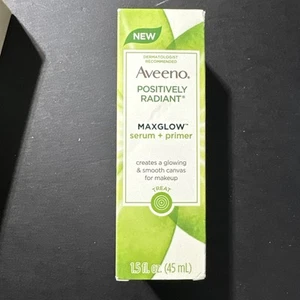 NEW
DERMATOLOGIST
RECOMMENDED
Aveeno.
POSITIVELY
RADIANT®
MAXGLOW™
serum + primer
creates a glowing
& smooth canvas
for makeup
TREAT
1.5 fl. oz. (45 mL)